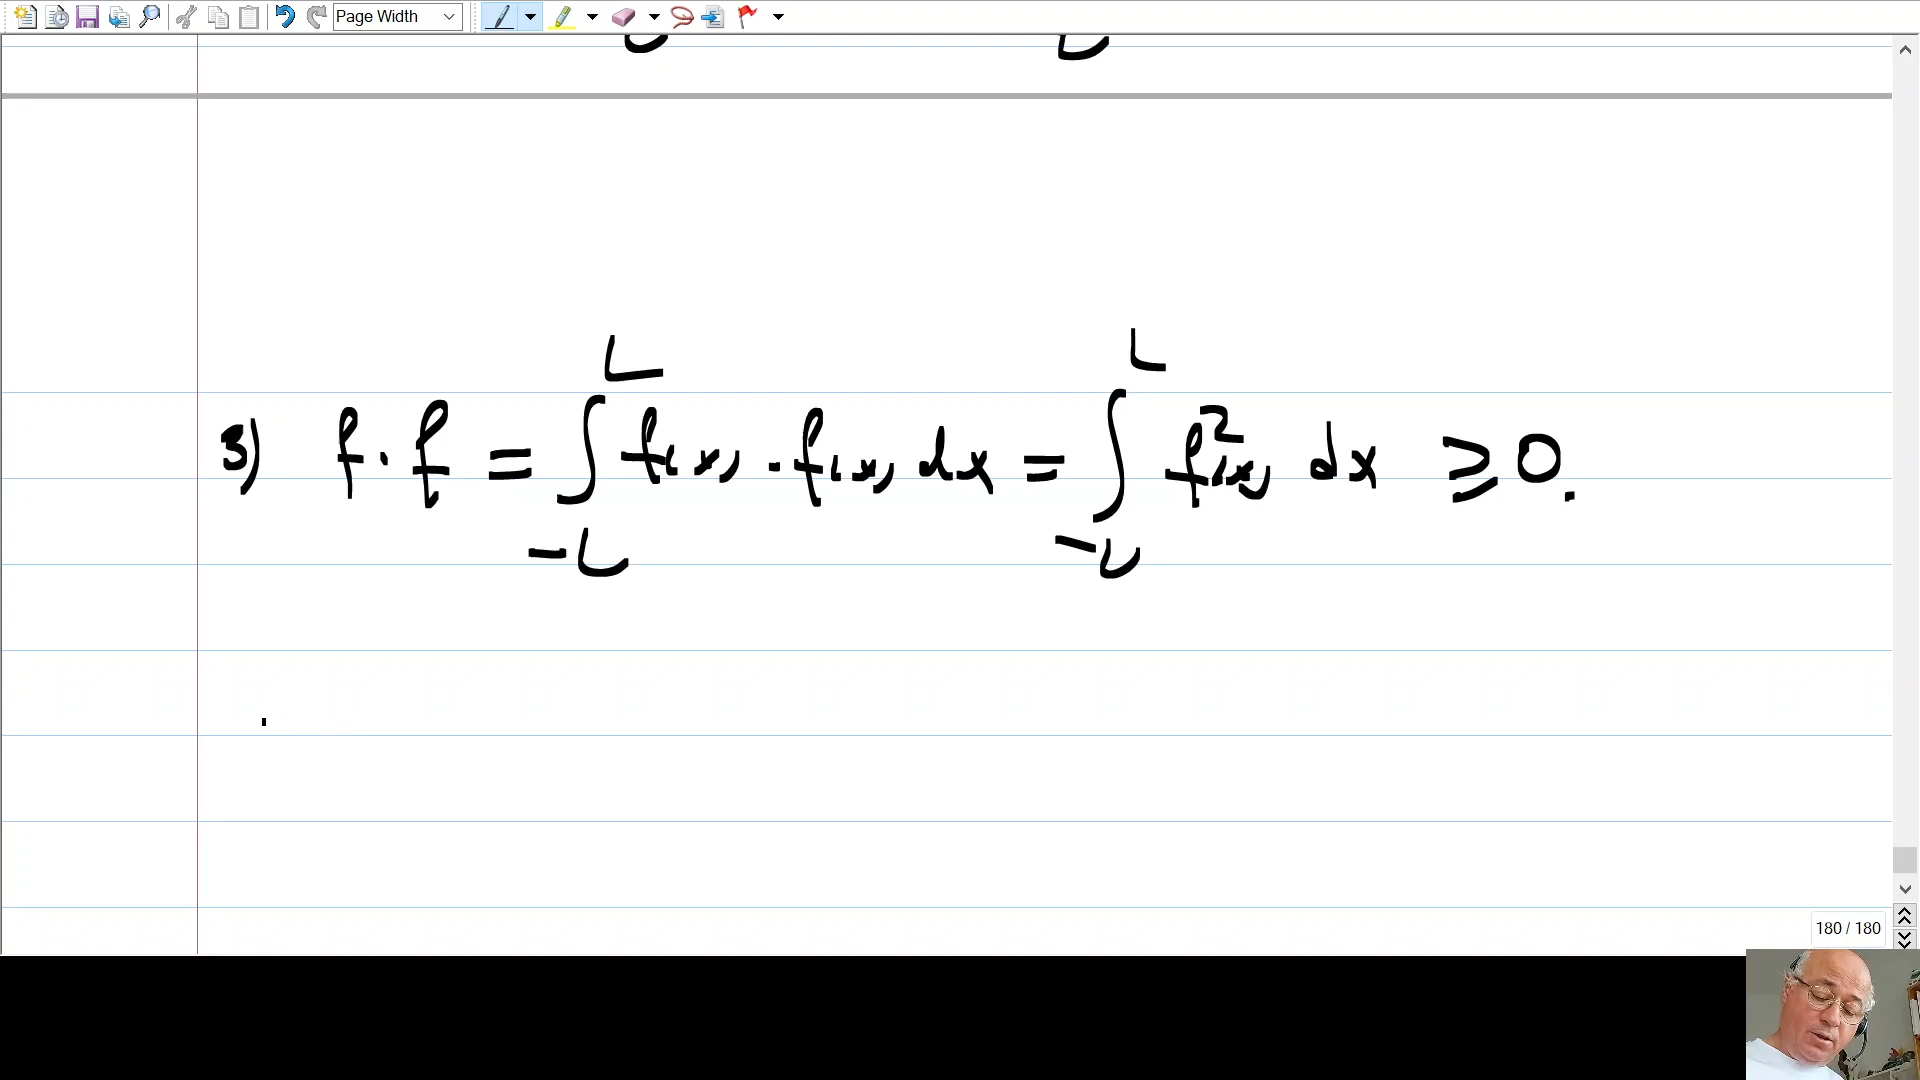 Page Width
L L
3) f · f = ∫ f(x) · f(x) dx = ∫ f²(x) dx ≥ 0.
-L -L
180 / 180